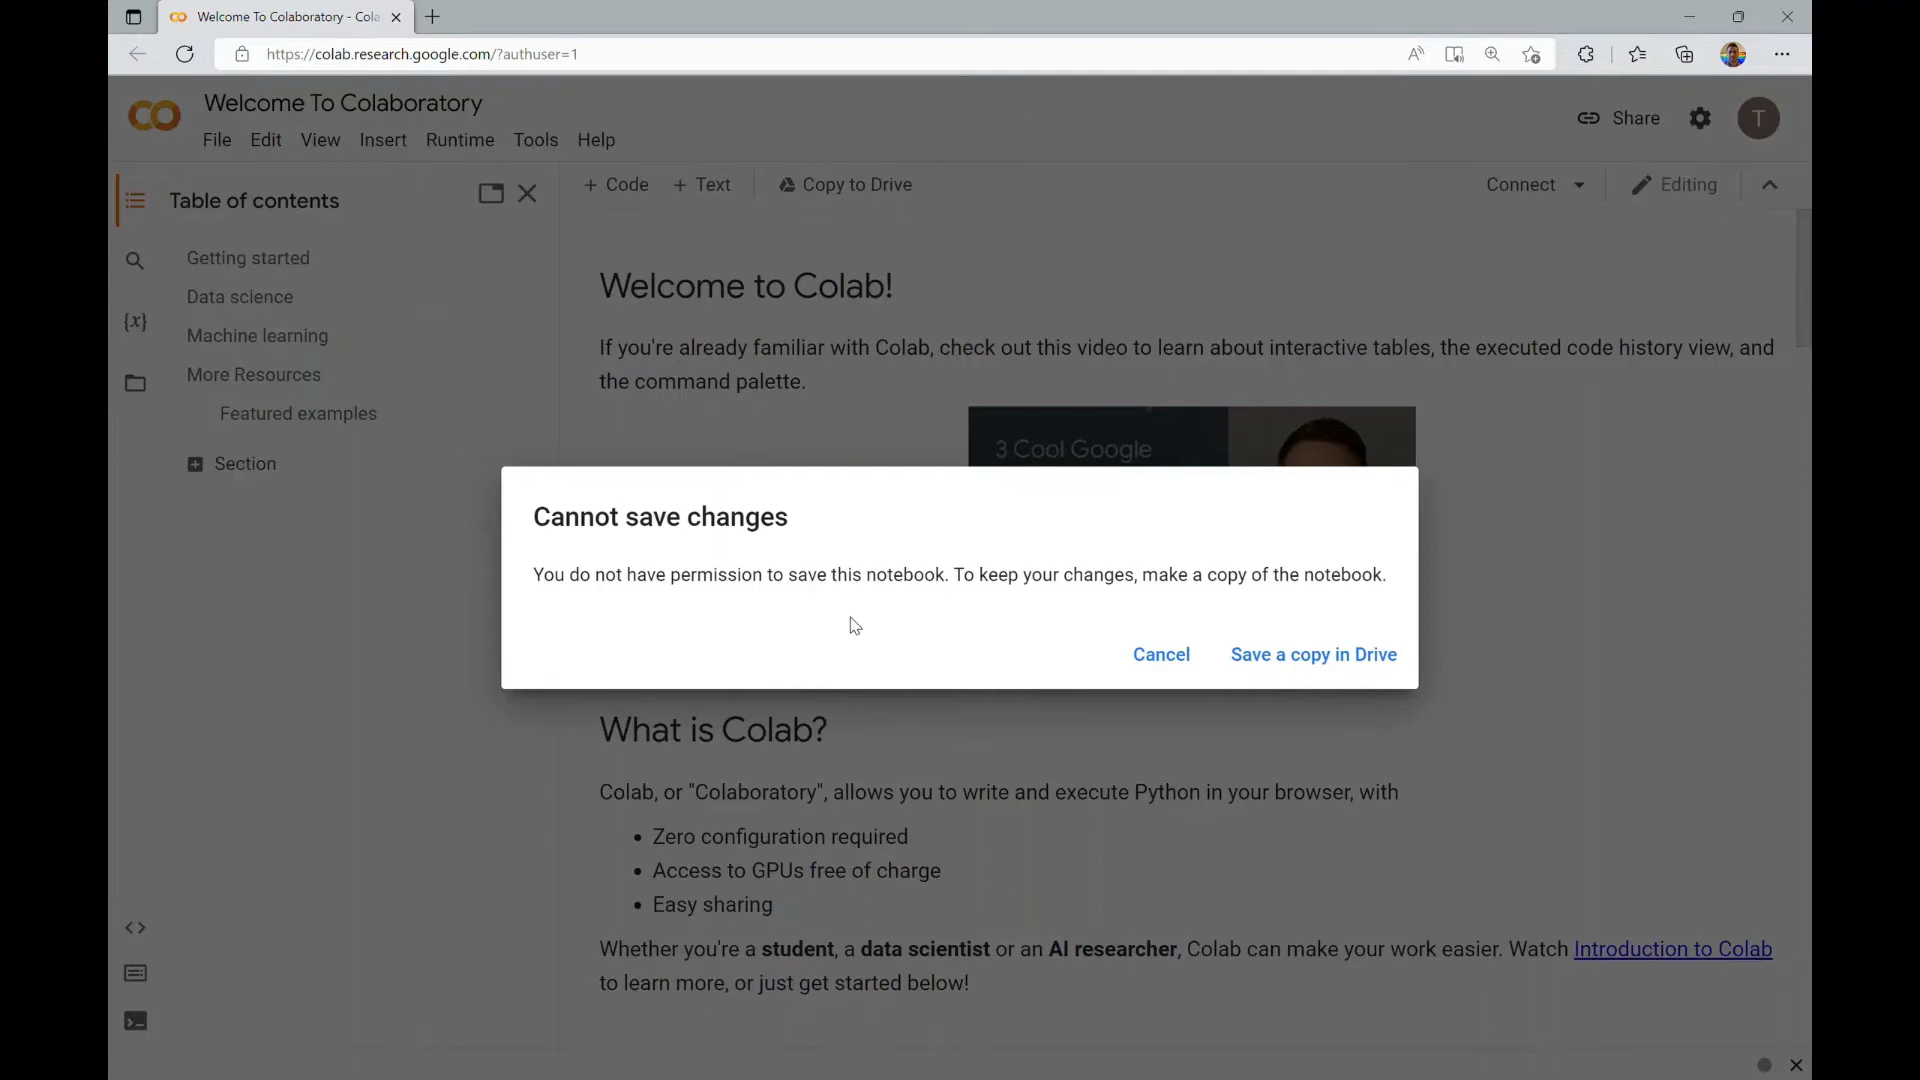 Welcome To Colaboratory - Cola
https://colab.research.google.com/?authuser=1
Welcome To Colaboratory
File Edit View Insert Runtime Tools Help
Share
T
Table of contents
+ Code + Text Copy to Drive
Connect Editing
Getting started
Data science
{x}
Machine learning
More Resources
Featured examples
Section
Welcome to Colab!
If you're already familiar with Colab, check out this video to learn about interactive tables, the executed code history view, and
the command palette.
3 Cool Google
Cannot save changes
You do not have permission to save this notebook. To keep your changes, make a copy of the notebook.
Cancel Save a copy in Drive
What is Colab?
Colab, or "Colaboratory", allows you to write and execute Python in your browser, with
• Zero configuration required
• Access to GPUs free of charge
• Easy sharing
Whether you're a student, a data scientist or an AI researcher, Colab can make your work easier. Watch Introduction to Colab
to learn more, or just get started below!